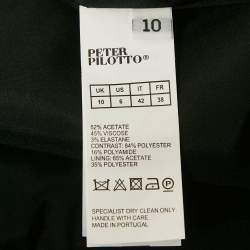 10
PETER
PILOTTO®
UK US IT FR
10 6 42 38
52% ACETATE
45% VISCOSE
3% ELASTANE
CONTRAST: 84% POLYESTER
16% POLYAMIDE
LINING: 65% ACETATE
35% POLYESTER
SPECIALIST DRY CLEAN ONLY
HANDLE WITH CARE.
MADE IN PORTUGAL